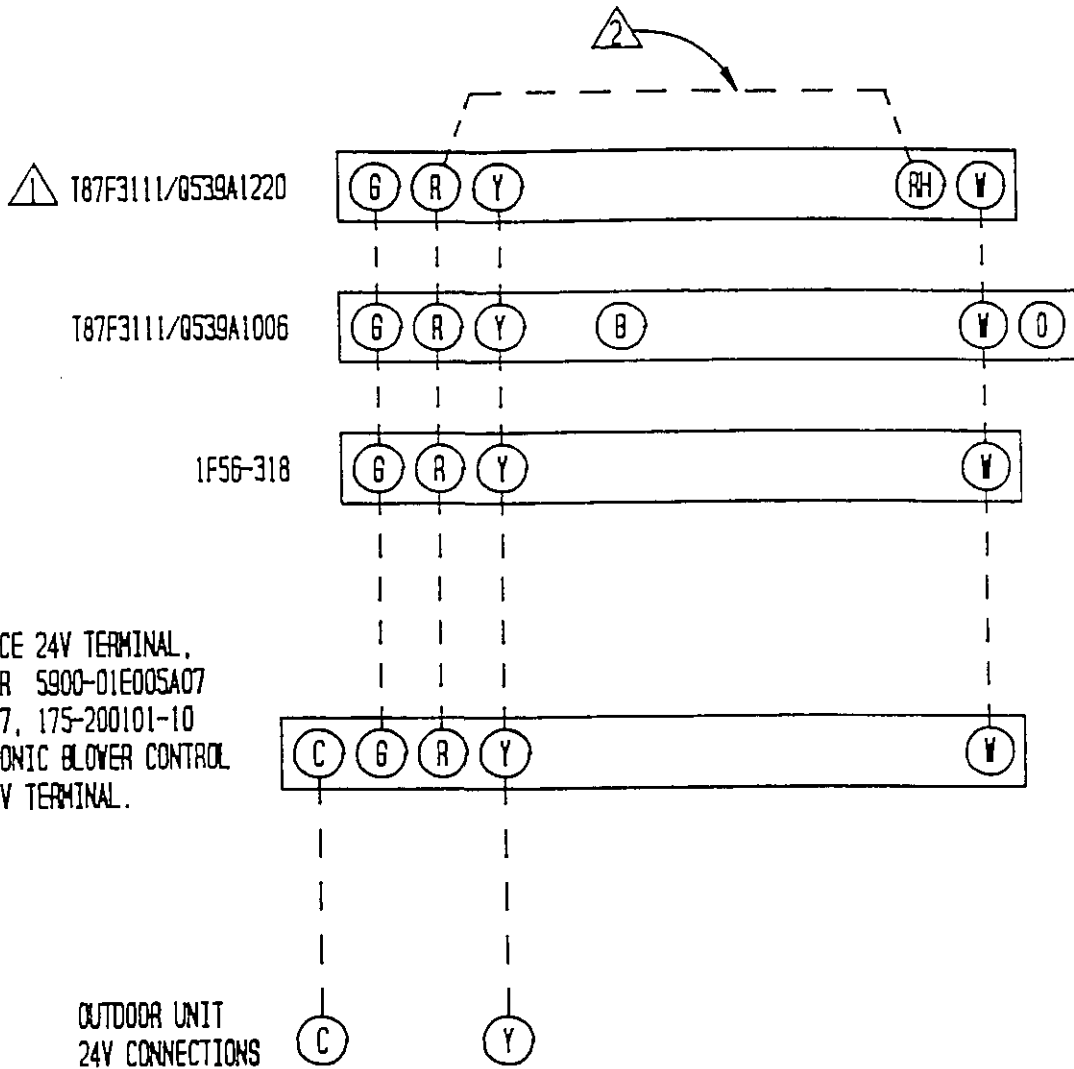 2
1 T87F3111/Q539A1220 G R Y RH W
T87F3111/Q539A1006 G R Y B W O
1F56-318 G R Y W
CE 24V TERMINAL,
R 5900-01E005A07
7, 175-200101-10
ONIC BLOWER CONTROL
V TERMINAL.
C G R Y W
OUTDOOR UNIT
24V CONNECTIONS
C Y